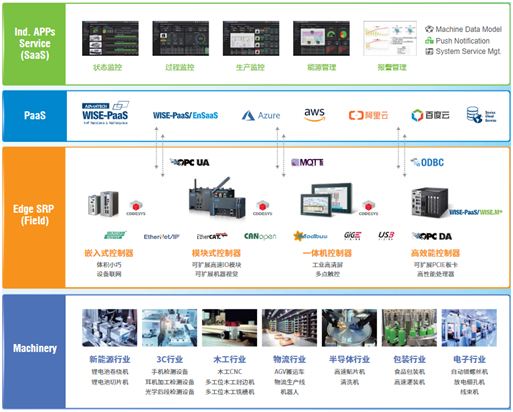 Ind. APPs
Service
(SaaS)
状态监控
过程监控
生产监控
能源管理
报警管理
Machine Data Model
Push Notification
System Service Mgt.
PaaS
ADVANTECH
WISE-PaaS
WISE-PaaS/EnSaaS
Azure
aws
阿里云
百度云
Device
Cloud
Service
OPC UA
MQTT
ODBC
Edge SRP
(Field)
CODESYS
CODESYS
CODESYS
WISE-PaaS/WISE.M+
EtherNet/IP
EtherCAT
CANopen
Modbus
GIGE
VISION
USB
VISION
OPC DA
嵌入式控制器
体积小巧
设备联网
模块式控制器
可扩展高速IO模块
可扩展机器视觉
一体机控制器
工业高清屏
多点触控
高效能控制器
可扩展PCIE板卡
高性能处理器
Machinery
新能源行业
锂电池卷绕机
锂电池切片机
3C行业
手机检测设备
耳机加工检测设备
光学后段检测设备
木工行业
木工CNC
多工位木工封边机
多工位木工铣槽机
物流行业
AGV搬运车
物流生产线
机器人
半导体行业
高速贴片机
清洗机
包装行业
食品包装机
高速灌装机
电子行业
自动锁螺丝机
放电细孔机
线束机